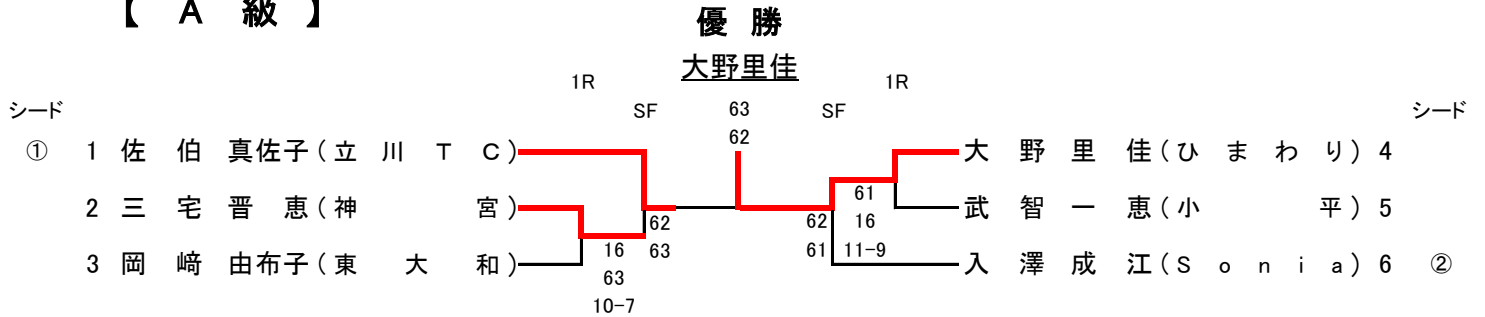 【 A 級 】
優 勝
大野里佳
1R 1R
シード SF 63 SF シード
62
① 1 佐 伯 真佐子(立 川 T C) 大 野 里 佳(ひ ま わ り) 4
61
2 三 宅 晋 恵(神 宮) 武 智 一 恵(小 平) 5
62 62 16
16 63 61 11-9
3 岡 﨑 由布子(東 大 和) 入 澤 成 江(S o n i a) 6 ②
63
10-7